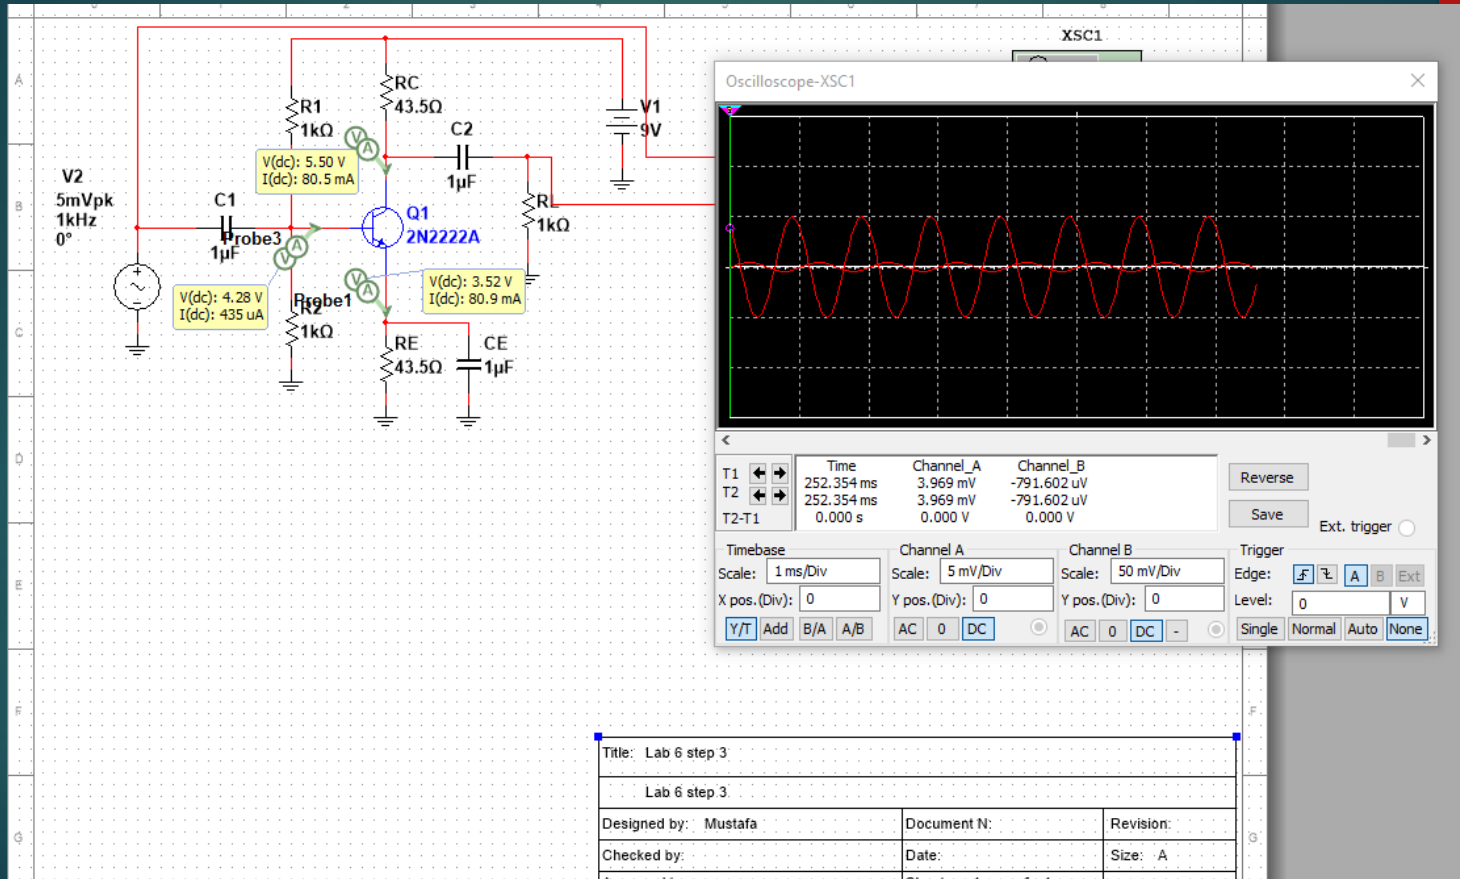 XSC1
A
RC
43.5Ω
R1
1kΩ
V1
9V
C2
1µF
V
A
V(dc): 5.50 V
I(dc): 80.5 mA
V2
5mVpk
1kHz
0°
C1
1µF
B
B
Q1
2N2222A
RL
1kΩ
Probe3
A
V
V(dc): 4.28 V
I(dc): 435 uA
Probe1
V
A
V(dc): 3.52 V
I(dc): 80.9 mA
R2
1kΩ
C
RE
43.5Ω
CE
1µF
D
E
F
F
G
G
Oscilloscope-XSC1
T1
T2
T2-T1
Time Channel_A Channel_B
252.354 ms 3.969 mV -791.602 uV
252.354 ms 3.969 mV -791.602 uV
0.000 s 0.000 V 0.000 V
Reverse
Save
Ext. trigger
Timebase
Scale: 1 ms/Div
X pos.(Div): 0
Y/T Add B/A A/B
Channel A
Scale: 5 mV/Div
Y pos.(Div): 0
AC 0 DC
Channel B
Scale: 50 mV/Div
Y pos.(Div): 0
AC 0 DC -
Trigger
Edge: A B Ext
Level: 0 V
Single Normal Auto None
Title: Lab 6 step 3
Lab 6 step 3
Designed by: Mustafa Document N: Revision:
Checked by: Date: Size: A